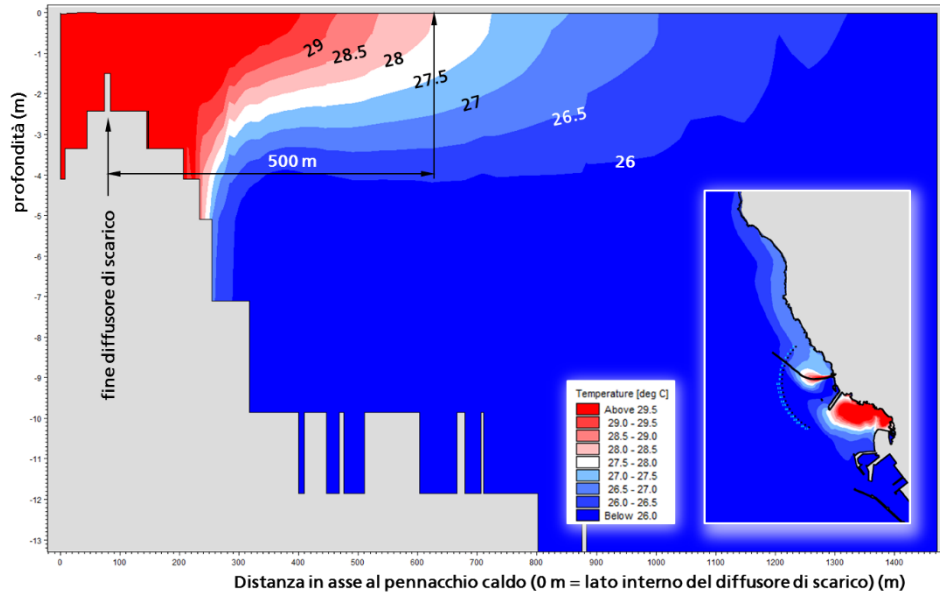 0
-1
-2
-3
-4
-5
-6
-7
-8
-9
-10
-11
-12
-13
profondità (m)
29
28.5
28
27.5
27
26.5
26
500 m
fine diffusore di scarico
Temperature [deg C]
Above 29.5
29.0 - 29.5
28.5 - 29.0
28.0 - 28.5
27.5 - 28.0
27.0 - 27.5
26.5 - 27.0
26.0 - 26.5
Below 26.0
0 100 200 300 400 500 600 700 800 900 1000 1100 1200 1300 1400
Distanza in asse al pennacchio caldo (0 m = lato interno del diffusore di scarico) (m)